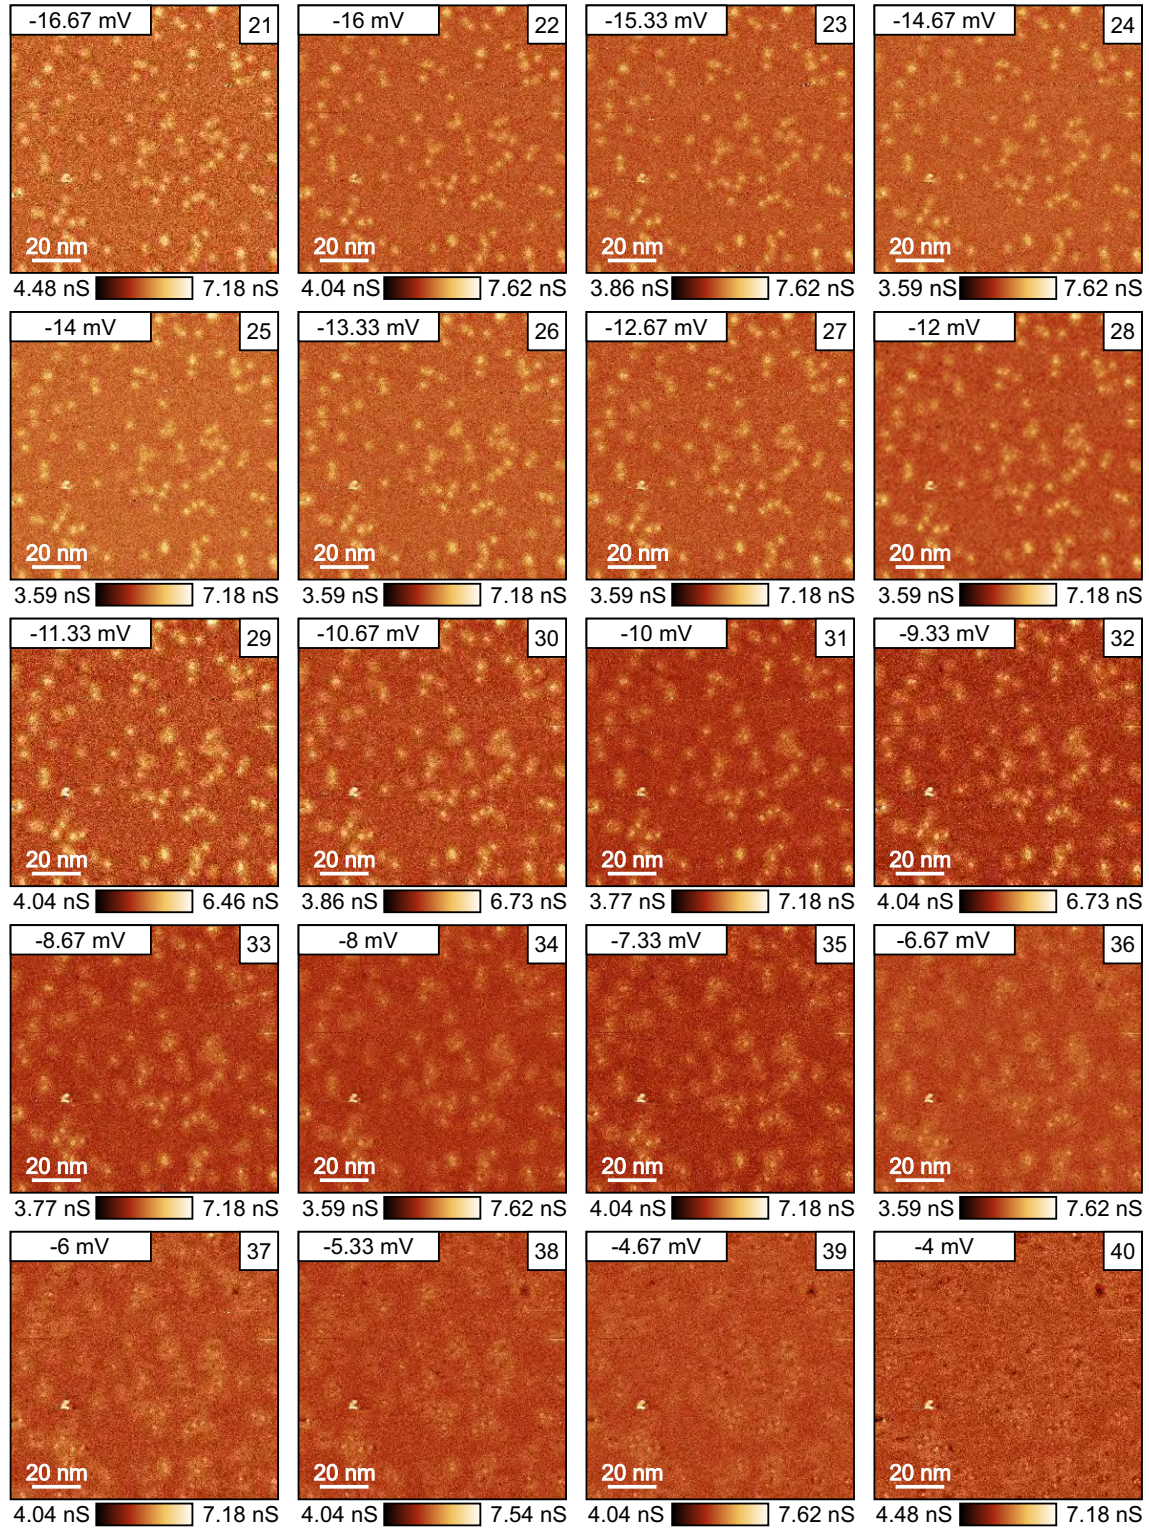 -16.67 mV 21 -16 mV 22 -15.33 mV 23 -14.67 mV 24
20 nm 20 nm 20 nm 20 nm
4.48 nS 7.18 nS 4.04 nS 7.62 nS 3.86 nS 7.62 nS 3.59 nS 7.62 nS
-14 mV 25 -13.33 mV 26 -12.67 mV 27 -12 mV 28
20 nm 20 nm 20 nm 20 nm
3.59 nS 7.18 nS 3.59 nS 7.18 nS 3.59 nS 7.18 nS 3.59 nS 7.18 nS
-11.33 mV 29 -10.67 mV 30 -10 mV 31 -9.33 mV 32
20 nm 20 nm 20 nm 20 nm
4.04 nS 6.46 nS 3.86 nS 6.73 nS 3.77 nS 7.18 nS 4.04 nS 6.73 nS
-8.67 mV 33 -8 mV 34 -7.33 mV 35 -6.67 mV 36
20 nm 20 nm 20 nm 20 nm
3.77 nS 7.18 nS 3.59 nS 7.62 nS 4.04 nS 7.18 nS 3.59 nS 7.62 nS
-6 mV 37 -5.33 mV 38 -4.67 mV 39 -4 mV 40
20 nm 20 nm 20 nm 20 nm
4.04 nS 7.18 nS 4.04 nS 7.54 nS 4.04 nS 7.62 nS 4.48 nS 7.18 nS